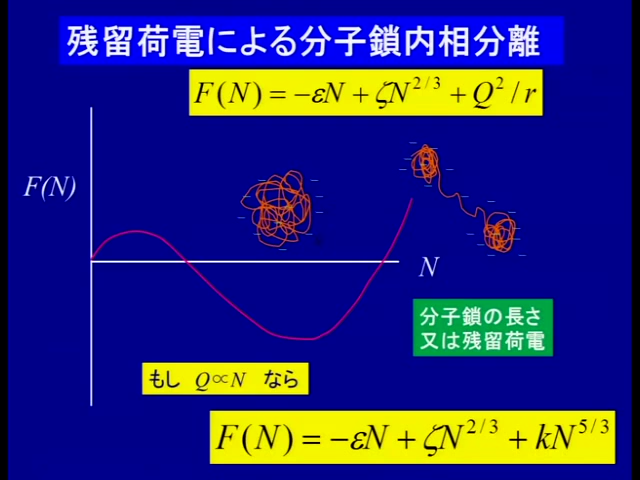 残留荷電による分子鎖内相分離
F(N) = −εN + ζN^{2/3} + Q^2 / r
F(N)
N
分子鎖の長さ
又は残留荷電
もし Q∝N なら
F(N) = −εN + ζN^{2/3} + kN^{5/3}